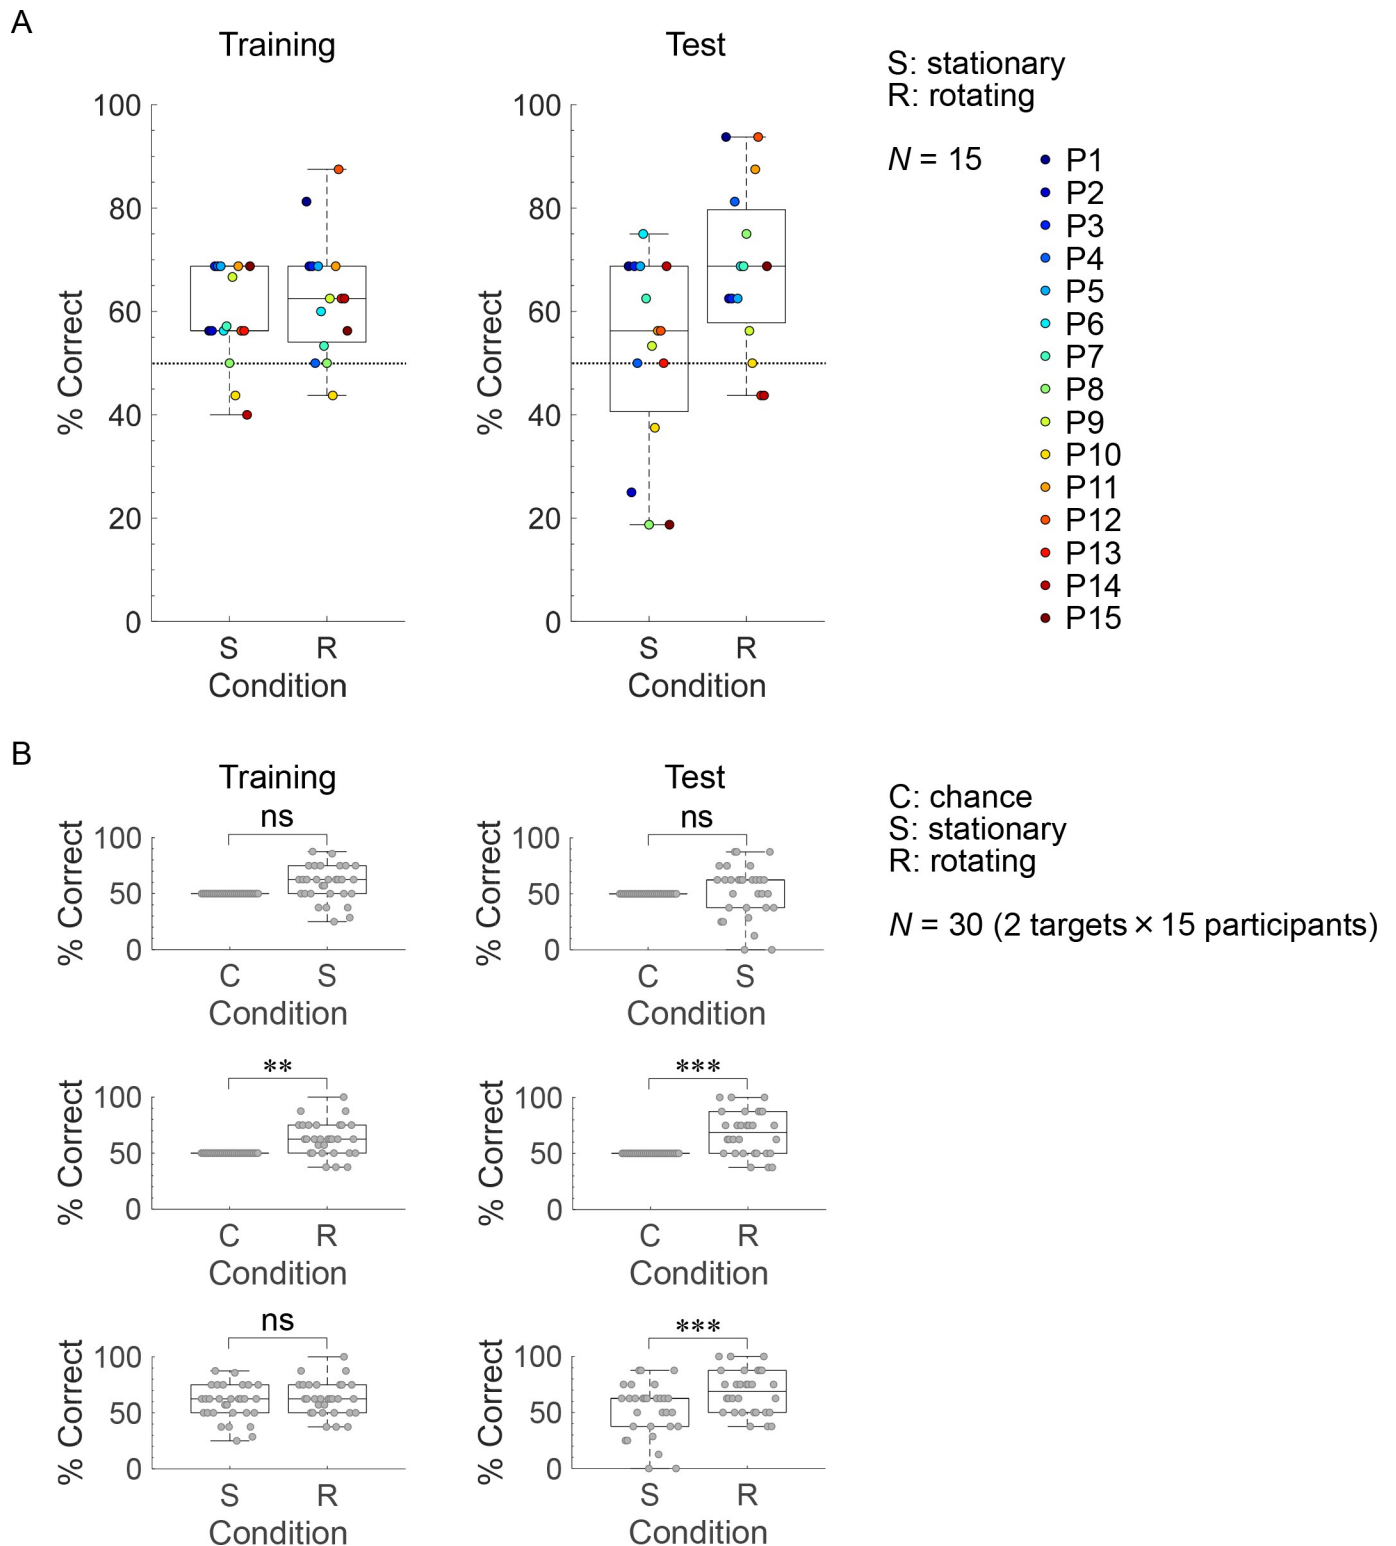 A
Training
Test
S: stationary
R: rotating
N = 15
P1
P2
P3
P4
P5
P6
P7
P8
P9
P10
P11
P12
P13
P14
P15
% Correct
100
80
60
40
20
0
S R
Condition
% Correct
100
80
60
40
20
0
S R
Condition
B
Training
Test
C: chance
S: stationary
R: rotating
N = 30 (2 targets × 15 participants)
ns
% Correct
100
50
0
C S
Condition
ns
% Correct
100
50
0
C S
Condition
**
% Correct
100
50
0
C R
Condition
***
% Correct
100
50
0
C R
Condition
ns
% Correct
100
50
0
S R
Condition
***
% Correct
100
50
0
S R
Condition